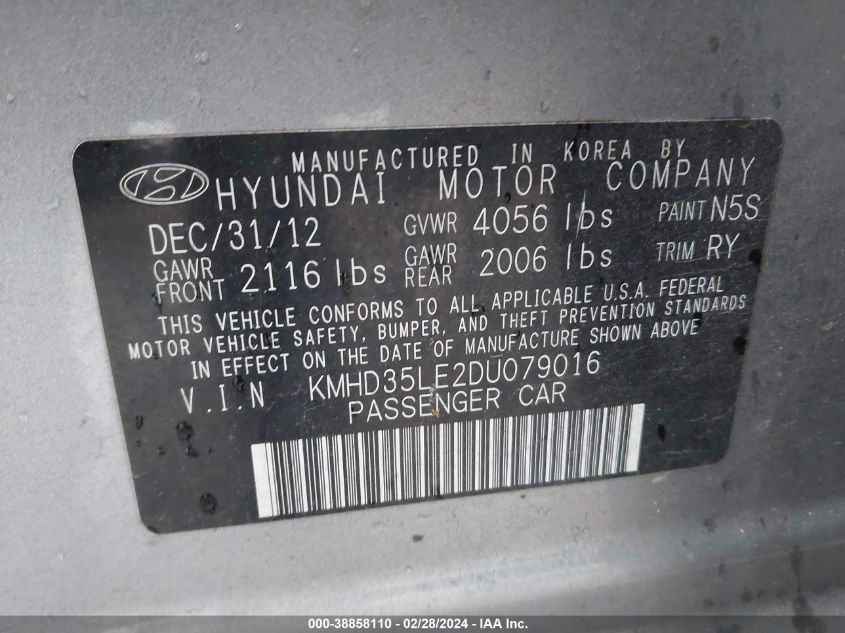 MANUFACTURED IN KOREA BY
HYUNDAI MOTOR COMPANY
DEC/31/12 GVWR 4056 lbs PAINT N5S
GAWR FRONT 2116 lbs GAWR REAR 2006 lbs TRIM RY
THIS VEHICLE CONFORMS TO ALL APPLICABLE U.S.A. FEDERAL
MOTOR VEHICLE SAFETY, BUMPER, AND THEFT PREVENTION STANDARDS
IN EFFECT ON THE DATE OF MANUFACTURE SHOWN ABOVE
V.I.N KMHD35LE2DU079016
PASSENGER CAR
000-38858110 - 02/28/2024 - IAA Inc.